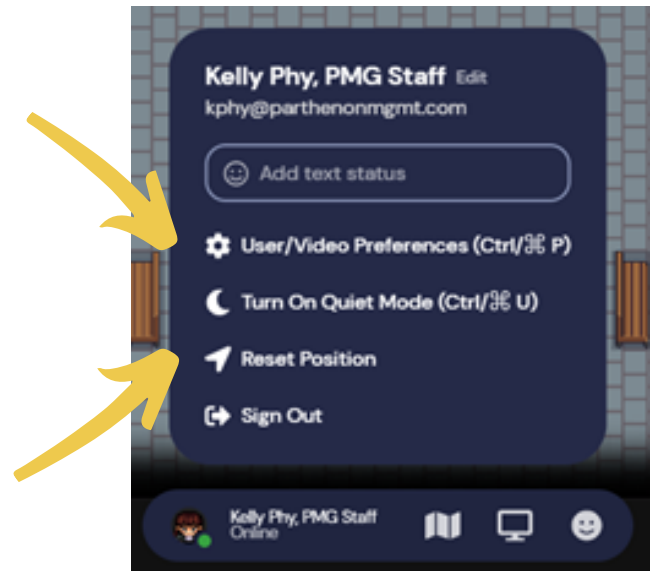 Kelly Phy, PMG Staff Edit
kphy@parthenonmgmt.com
Add text status
User/Video Preferences (Ctrl/⌘ P)
Turn On Quiet Mode (Ctrl/⌘ U)
Reset Position
Sign Out
Kelly Phy, PMG Staff
Online